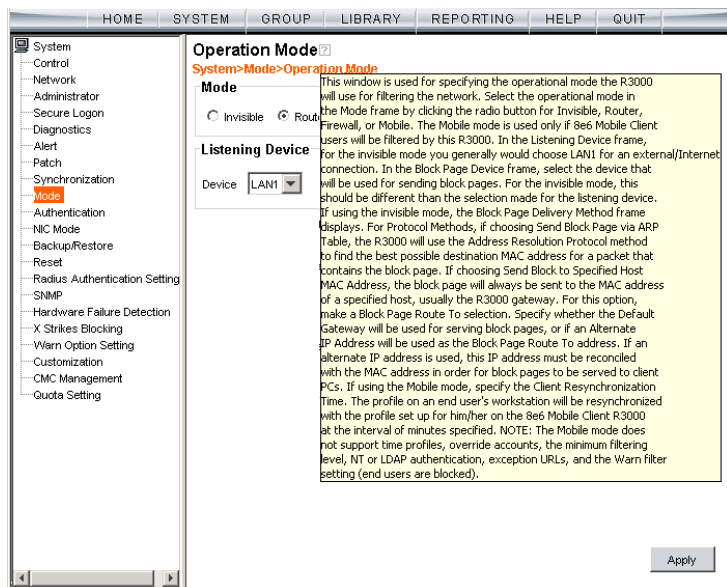 HOME SYSTEM GROUP LIBRARY REPORTING HELP QUIT
System
Control
Network
Administrator
Secure Logon
Diagnostics
Alert
Patch
Synchronization
Mode
Authentication
NIC Mode
Backup/Restore
Reset
Radius Authentication Setting
SNMP
Hardware Failure Detection
X Strikes Blocking
Warn Option Setting
Customization
CMC Management
Quota Setting
Operation Mode?
System>Mode>Operation Mode
Mode
Invisible Rout
Listening Device
Device LAN1
This window is used for specifying the operational mode the R3000
will use for filtering the network. Select the operational mode in
the Mode frame by clicking the radio button for Invisible, Router,
Firewall, or Mobile. The Mobile mode is used only if 8e6 Mobile Client
users will be filtered by this R3000. In the Listening Device frame,
for the invisible mode you generally would choose LAN1 for an external/Internet
connection. In the Block Page Device frame, select the device that
will be used for sending block pages. For the invisible mode, this
should be different than the selection made for the listening device.
If using the invisible mode, the Block Page Delivery Method frame
displays. For Protocol Methods, if choosing Send Block Page via ARP
Table, the R3000 will use the Address Resolution Protocol method
to find the best possible destination MAC address for a packet that
contains the block page. If choosing Send Block to Specified Host
MAC Address, the block page will always be sent to the MAC address
of a specified host, usually the R3000 gateway. For this option,
make a Block Page Route To selection. Specify whether the Default
Gateway will be used for serving block pages, or if an Alternate
IP Address will be used as the Block Page Route To address. If an
alternate IP address is used, this IP address must be reconciled
with the MAC address in order for block pages to be served to client
PCs. If using the Mobile mode, specify the Client Resynchronization
Time. The profile on an end user's workstation will be resynchronized
with the profile set up for him/her on the 8e6 Mobile Client R3000
at the interval of minutes specified. NOTE: The Mobile mode does
not support time profiles, override accounts, the minimum filtering
level, NT or LDAP authentication, exception URLs, and the Warn filter
setting (end users are blocked).
Apply